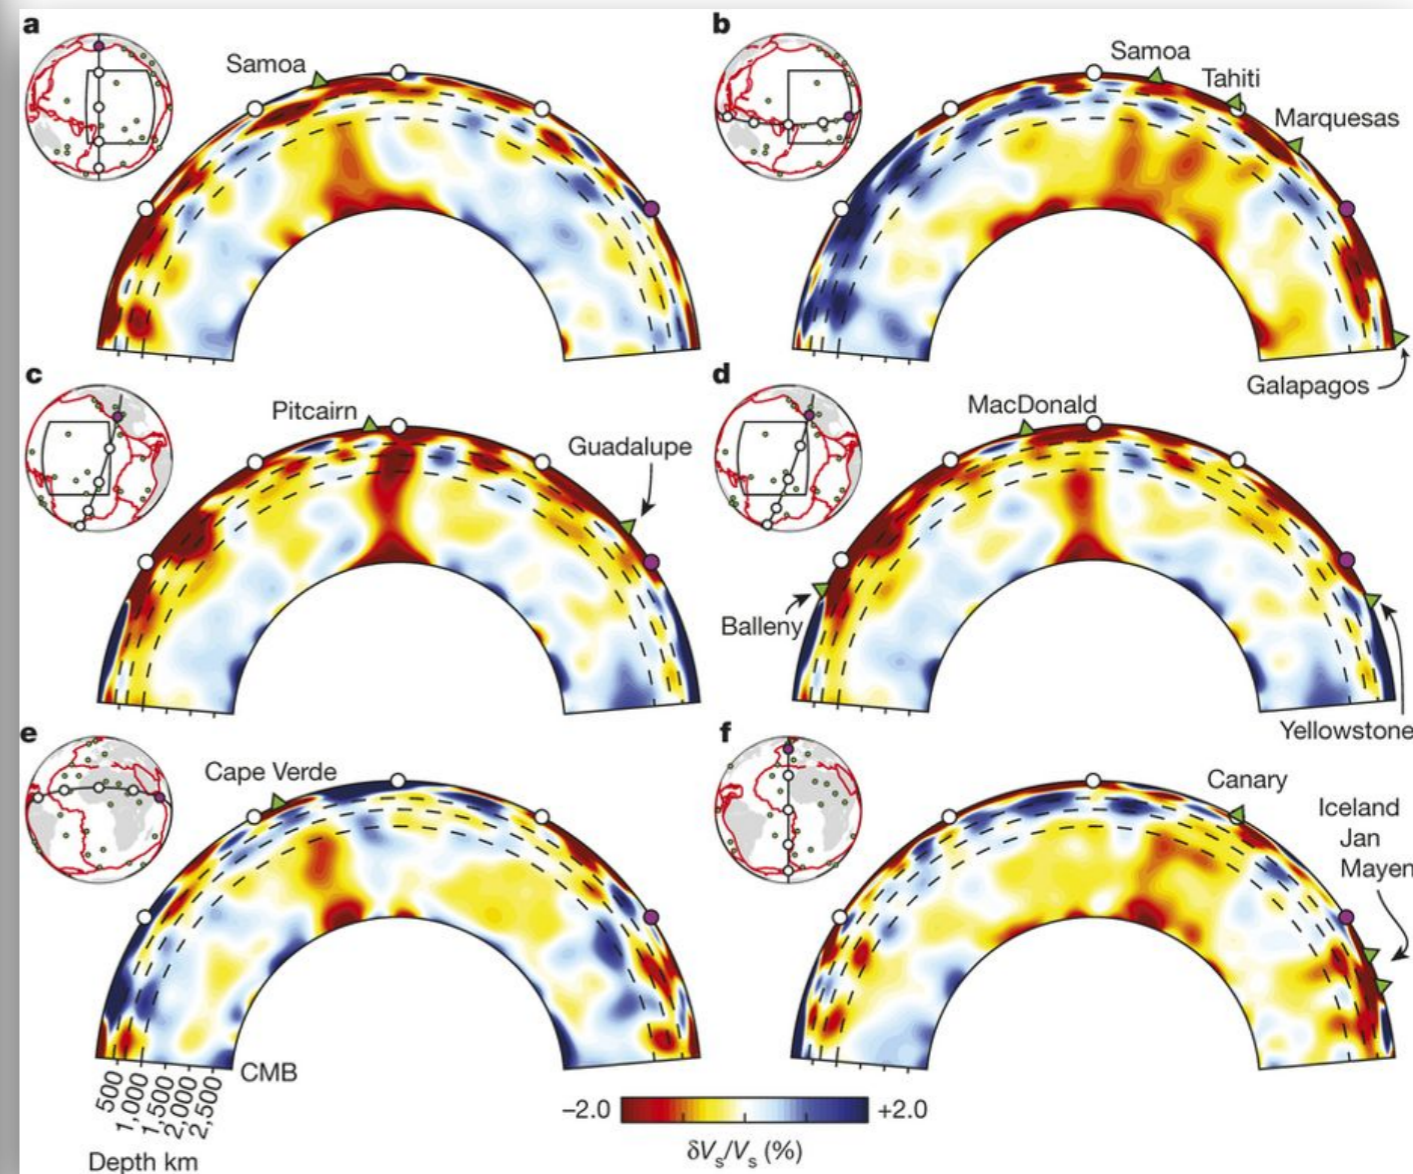 a
Samoa
b
Samoa
Tahiti
Marquesas
Galapagos
c
Pitcairn
Guadalupe
d
MacDonald
Balleny
Yellowstone
e
Cape Verde
CMB
500
1,000
1,500
2,000
2,500
Depth km
f
Canary
Iceland
Jan
Mayen
−2.0
+2.0
δVs/Vs (%)